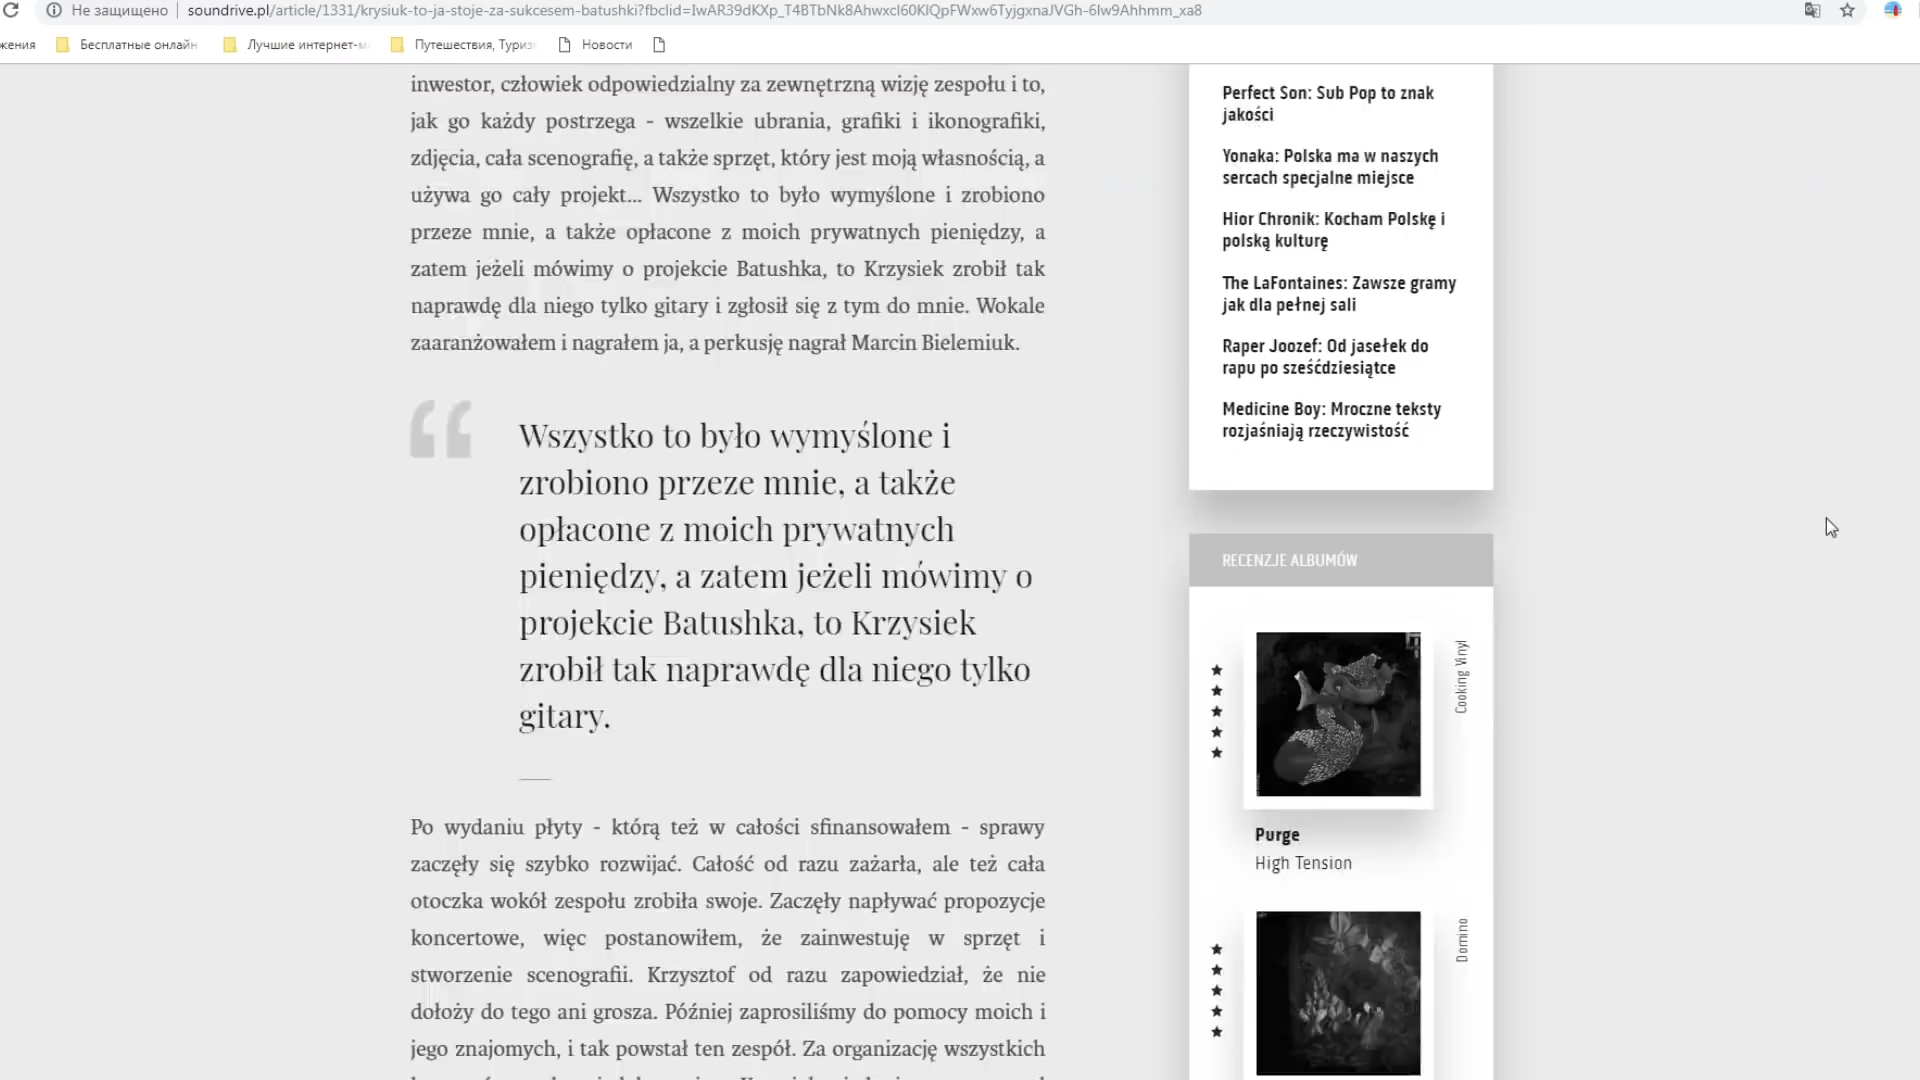 Не защищено
soundrive.pl/article/1331/krysiuk-to-ja-stoje-za-sukcesem-batushki?fbclid=IwAR39dKXp_T4BTbNk8Ahwxcl60KlQpFWxw6TyjgxnaJVGh-6lw9Ahhmm_xa8
жения
Бесплатные онлайн
Лучшие интернет-м
Путешествия, Туриз
Новости
inwestor, człowiek odpowiedzialny za zewnętrzną wizję zespołu i to,
jak go każdy postrzega - wszelkie ubrania, grafiki i ikonografiki,
zdjęcia, cała scenografię, a także sprzęt, który jest moją własnością, a
używa go cały projekt... Wszystko to było wymyślone i zrobiono
przeze mnie, a także opłacone z moich prywatnych pieniędzy, a
zatem jeżeli mówimy o projekcie Batushka, to Krzysiek zrobił tak
naprawdę dla niego tylko gitary i zgłosił się z tym do mnie. Wokale
zaaranżowałem i nagrałem ja, a perkusję nagrał Marcin Bielemiuk.
“
Wszystko to było wymyślone i
zrobiono przeze mnie, a także
opłacone z moich prywatnych
pieniędzy, a zatem jeżeli mówimy o
projekcie Batushka, to Krzysiek
zrobił tak naprawdę dla niego tylko
gitary.
Po wydaniu płyty - którą też w całości sfinansowałem - sprawy
zaczęły się szybko rozwijać. Całość od razu zażarła, ale też cała
otoczka wokół zespołu zrobiła swoje. Zaczęły napływać propozycje
koncertowe, więc postanowiłem, że zainwestuję w sprzęt i
stworzenie scenografii. Krzysztof od razu zapowiedział, że nie
dołoży do tego ani grosza. Później zaprosiliśmy do pomocy moich i
jego znajomych, i tak powstał ten zespół. Za organizację wszystkich
Perfect Son: Sub Pop to znak
jakości
Yonaka: Polska ma w naszych
sercach specjalne miejsce
Hior Chronik: Kocham Polskę i
polską kulturę
The LaFontaines: Zawsze gramy
jak dla pełnej sali
Raper Joozef: Od jasełek do
rapu po sześćdziesiątce
Medicine Boy: Mroczne teksty
rozjaśniają rzeczywistość
RECENZJE ALBUMÓW
Cooking Vinyl
Purge
High Tension
Domino